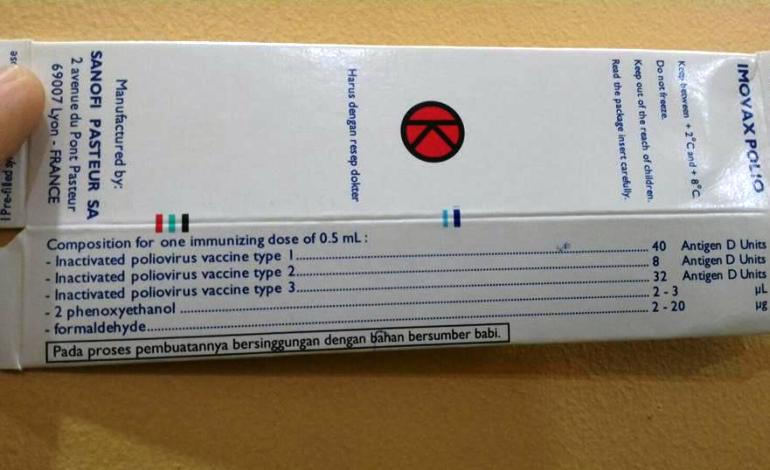 IMOVAX POLIO
Keep between + 2°C and + 8°C.
Do not freeze.
Keep out of the reach of children.
Read the package insert carefully.
K
Harus dengan resep dokter
Manufactured by:
SANOFI PASTEUR SA
2 avenue du Pont Pasteur
69007 Lyon - FRANCE
Composition for one immunizing dose of 0.5 mL :
- Inactivated poliovirus vaccine type 1 ........ 40 Antigen D Units
- Inactivated poliovirus vaccine type 2 ........ 8 Antigen D Units
- Inactivated poliovirus vaccine type 3 ........ 32 Antigen D Units
- 2 phenoxyethanol ........ 2 - 3 µL
- formaldehyde ........ 2 - 20 µg
Pada proses pembuatannya bersinggungan dengan bahan bersumber babi.